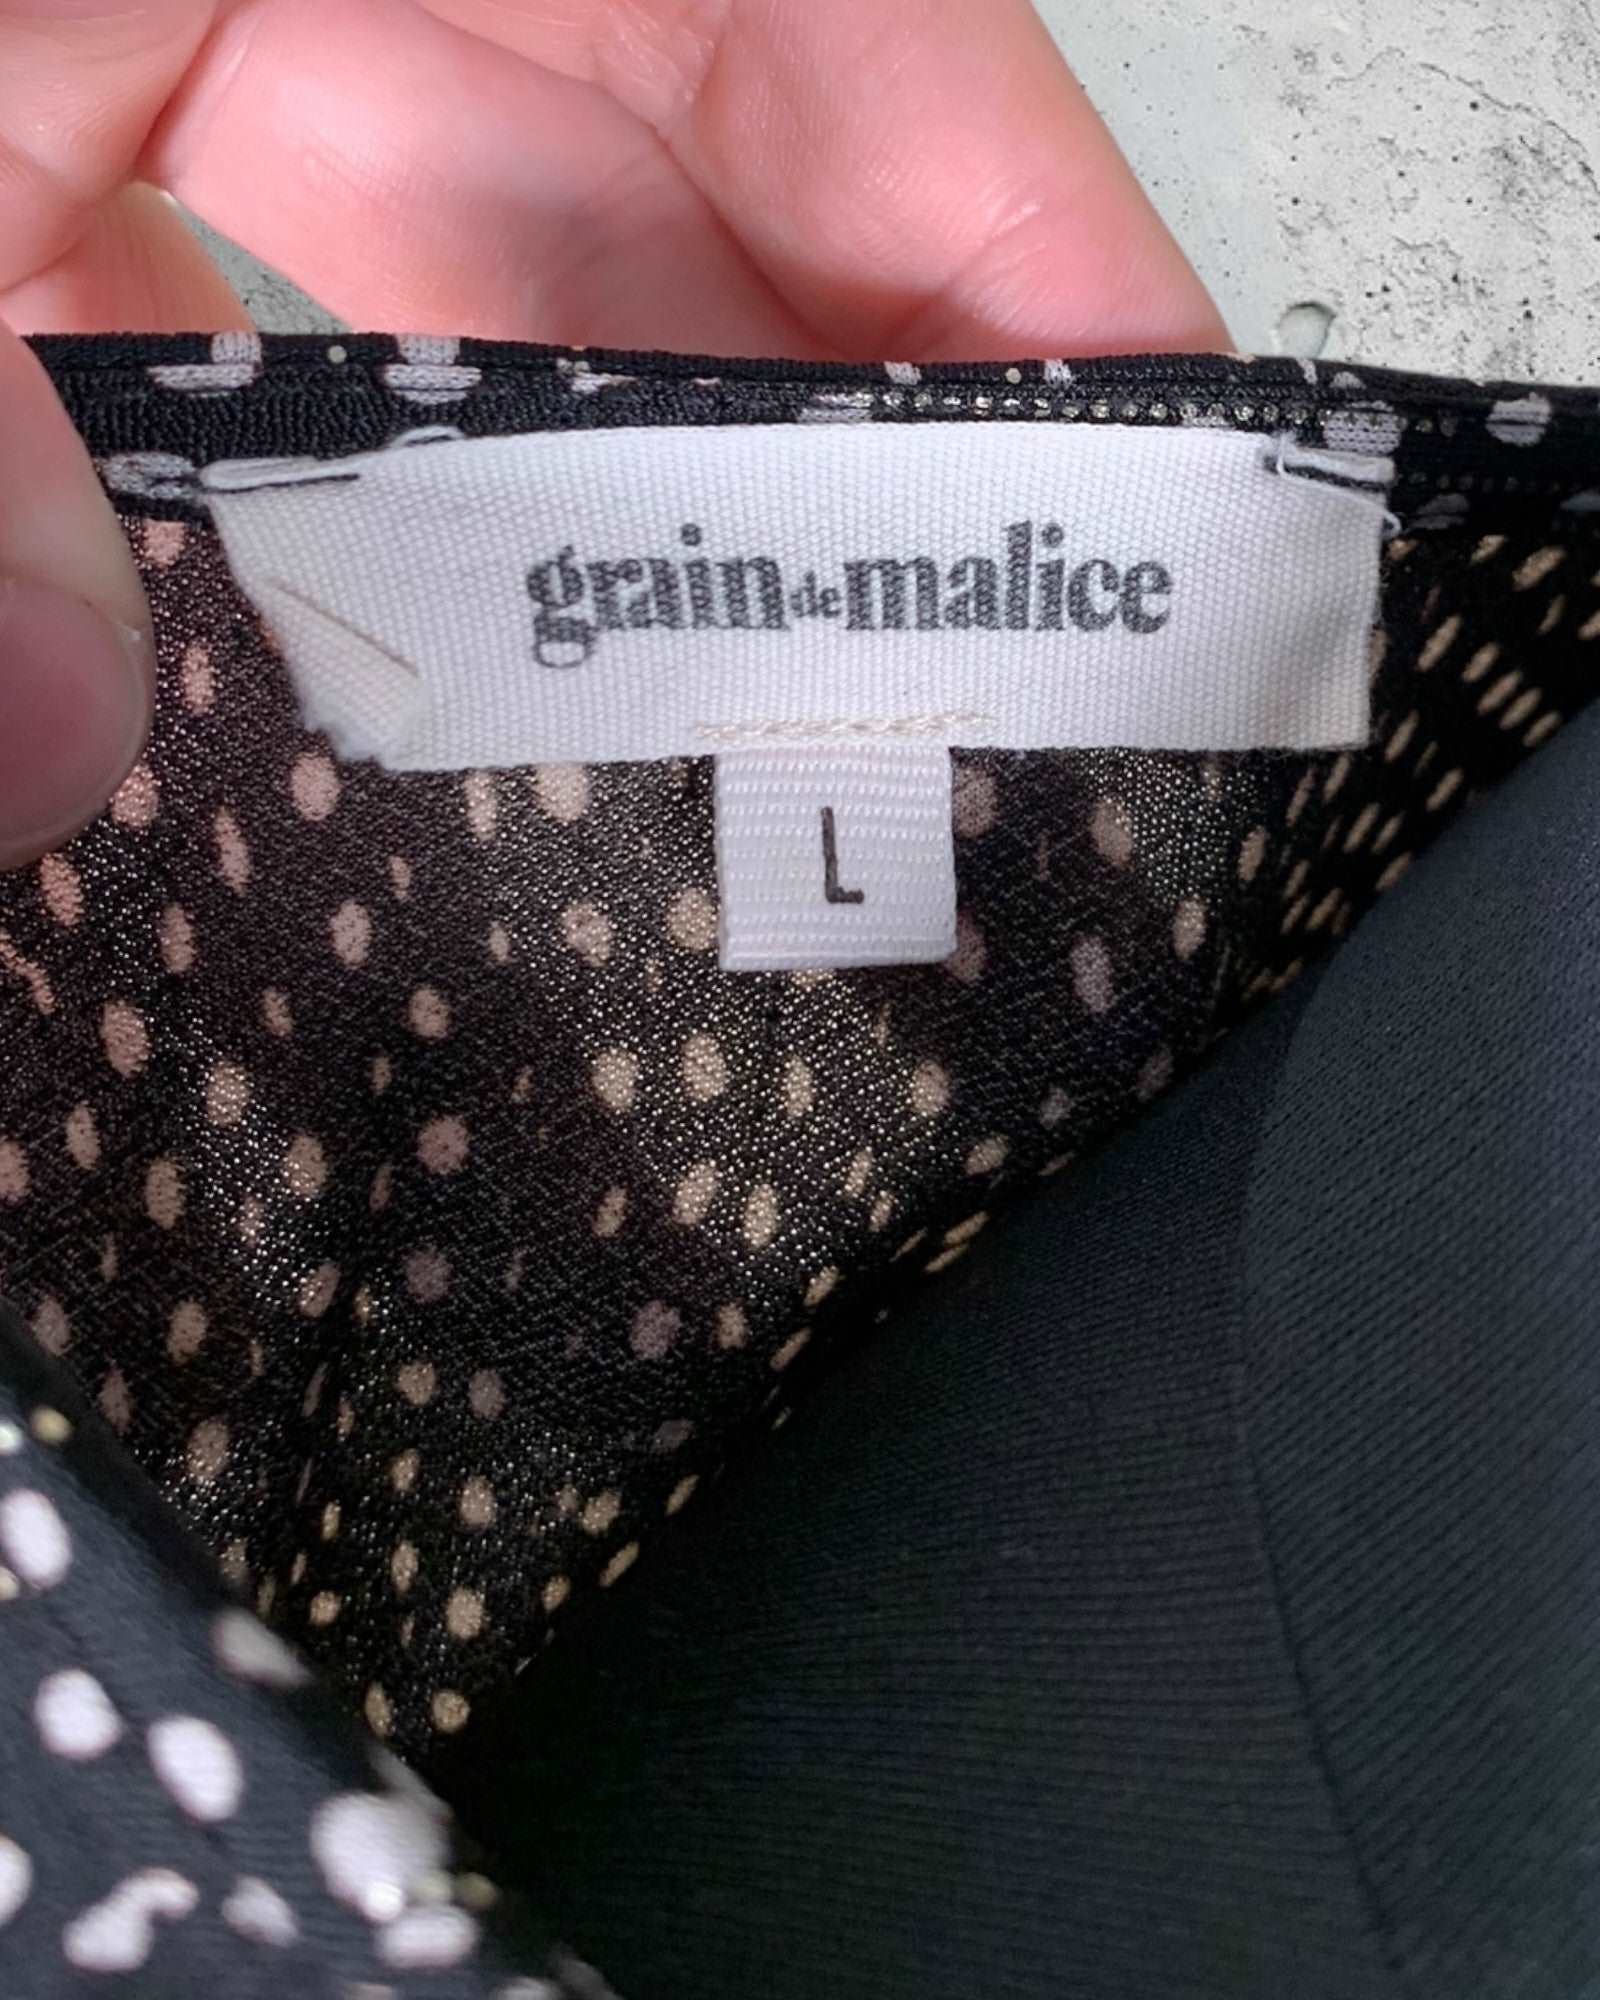 grain de malice
L